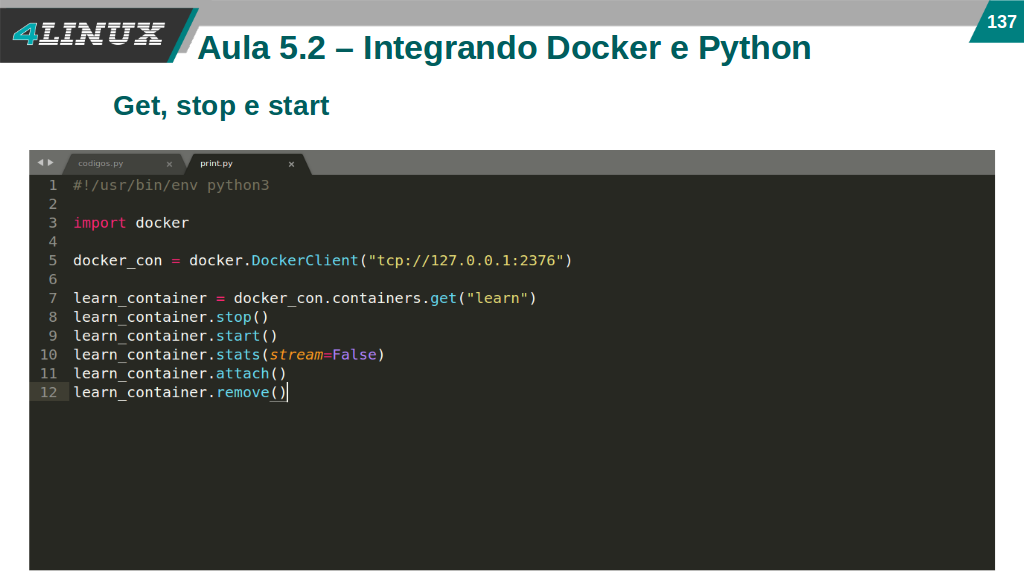 4LINUX
137
Aula 5.2 – Integrando Docker e Python
Get, stop e start
codigos.py × print.py ×
1 #!/usr/bin/env python3
2
3 import docker
4
5 docker_con = docker.DockerClient("tcp://127.0.0.1:2376")
6
7 learn_container = docker_con.containers.get("learn")
8 learn_container.stop()
9 learn_container.start()
10 learn_container.stats(stream=False)
11 learn_container.attach()
12 learn_container.remove()